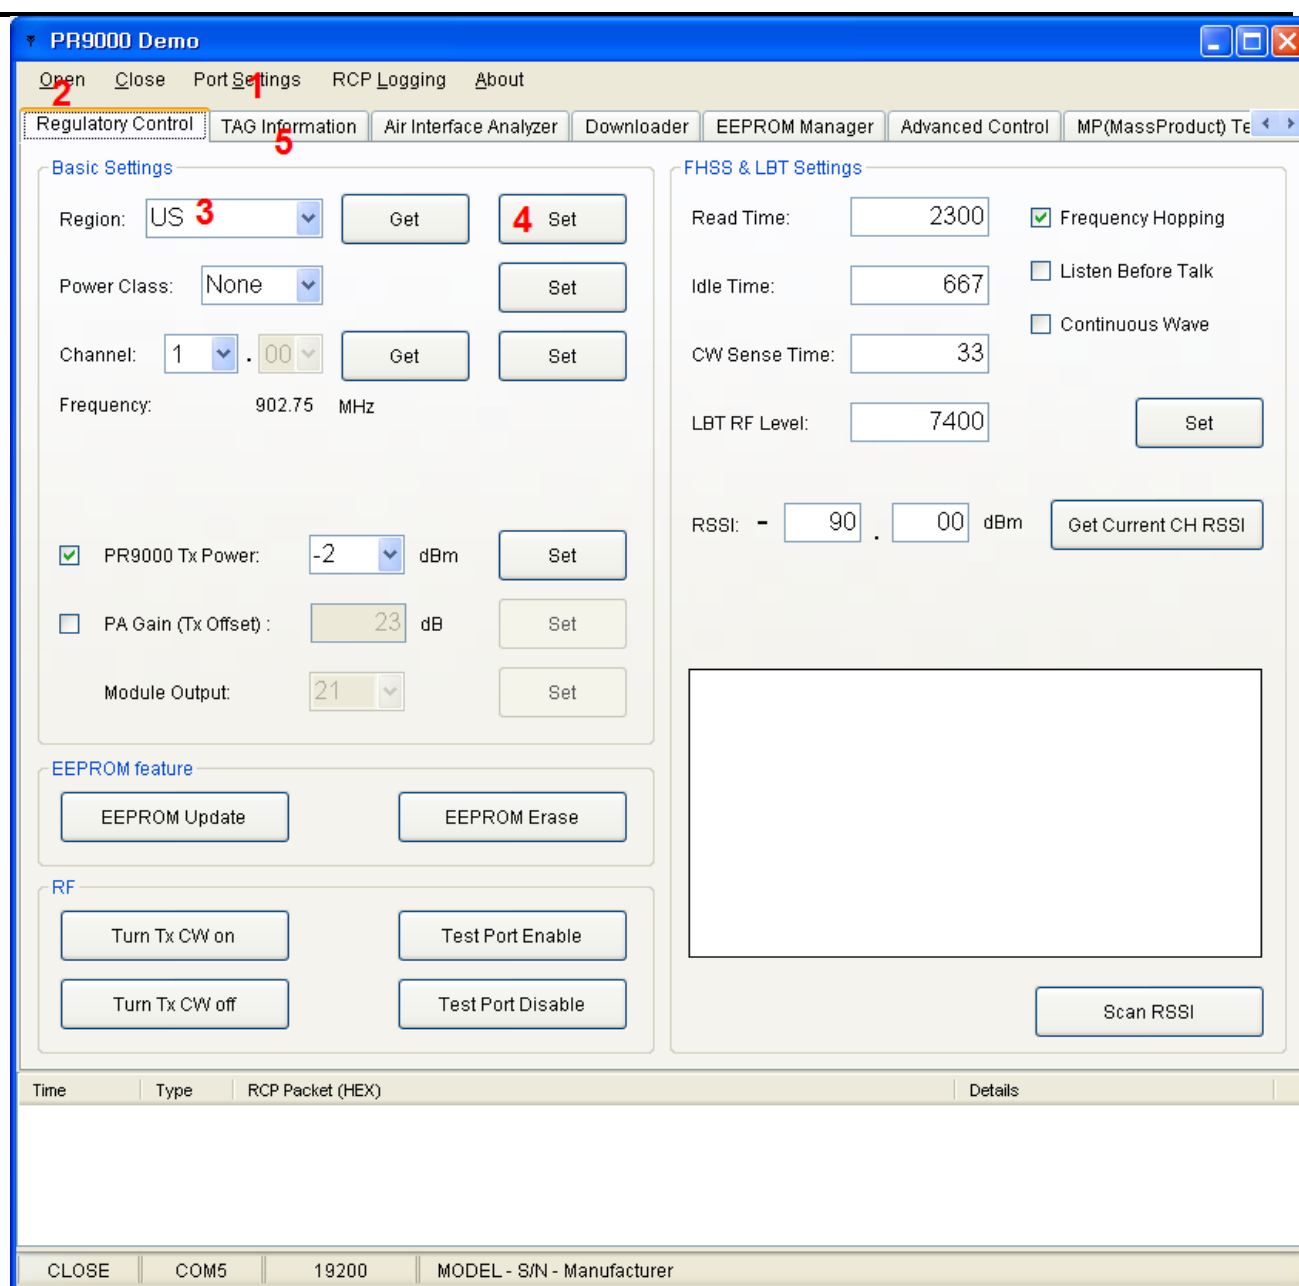 PR9000 Demo
Open Close Port Settings RCP Logging About
2 1
Regulatory Control TAG Information Air Interface Analyzer Downloader EEPROM Manager Advanced Control MP(MassProduct) Te
5
Basic Settings
Region: US 3 Get 4 Set
Power Class: None Set
Channel: 1 . 00 Get Set
Frequency: 902.75 MHz
PR9000 Tx Power: -2 dBm Set
PA Gain (Tx Offset) : 23 dB Set
Module Output: 21 Set
EEPROM feature
EEPROM Update EEPROM Erase
RF
Turn Tx CW on Test Port Enable
Turn Tx CW off Test Port Disable
FHSS & LBT Settings
Read Time: 2300 Frequency Hopping
Idle Time: 667 Listen Before Talk
Continuous Wave
CW Sense Time: 33
LBT RF Level: 7400 Set
RSSI: - 90 . 00 dBm Get Current CH RSSI
Scan RSSI
Time Type RCP Packet (HEX) Details
CLOSE COM5 19200 MODEL - S/N - Manufacturer